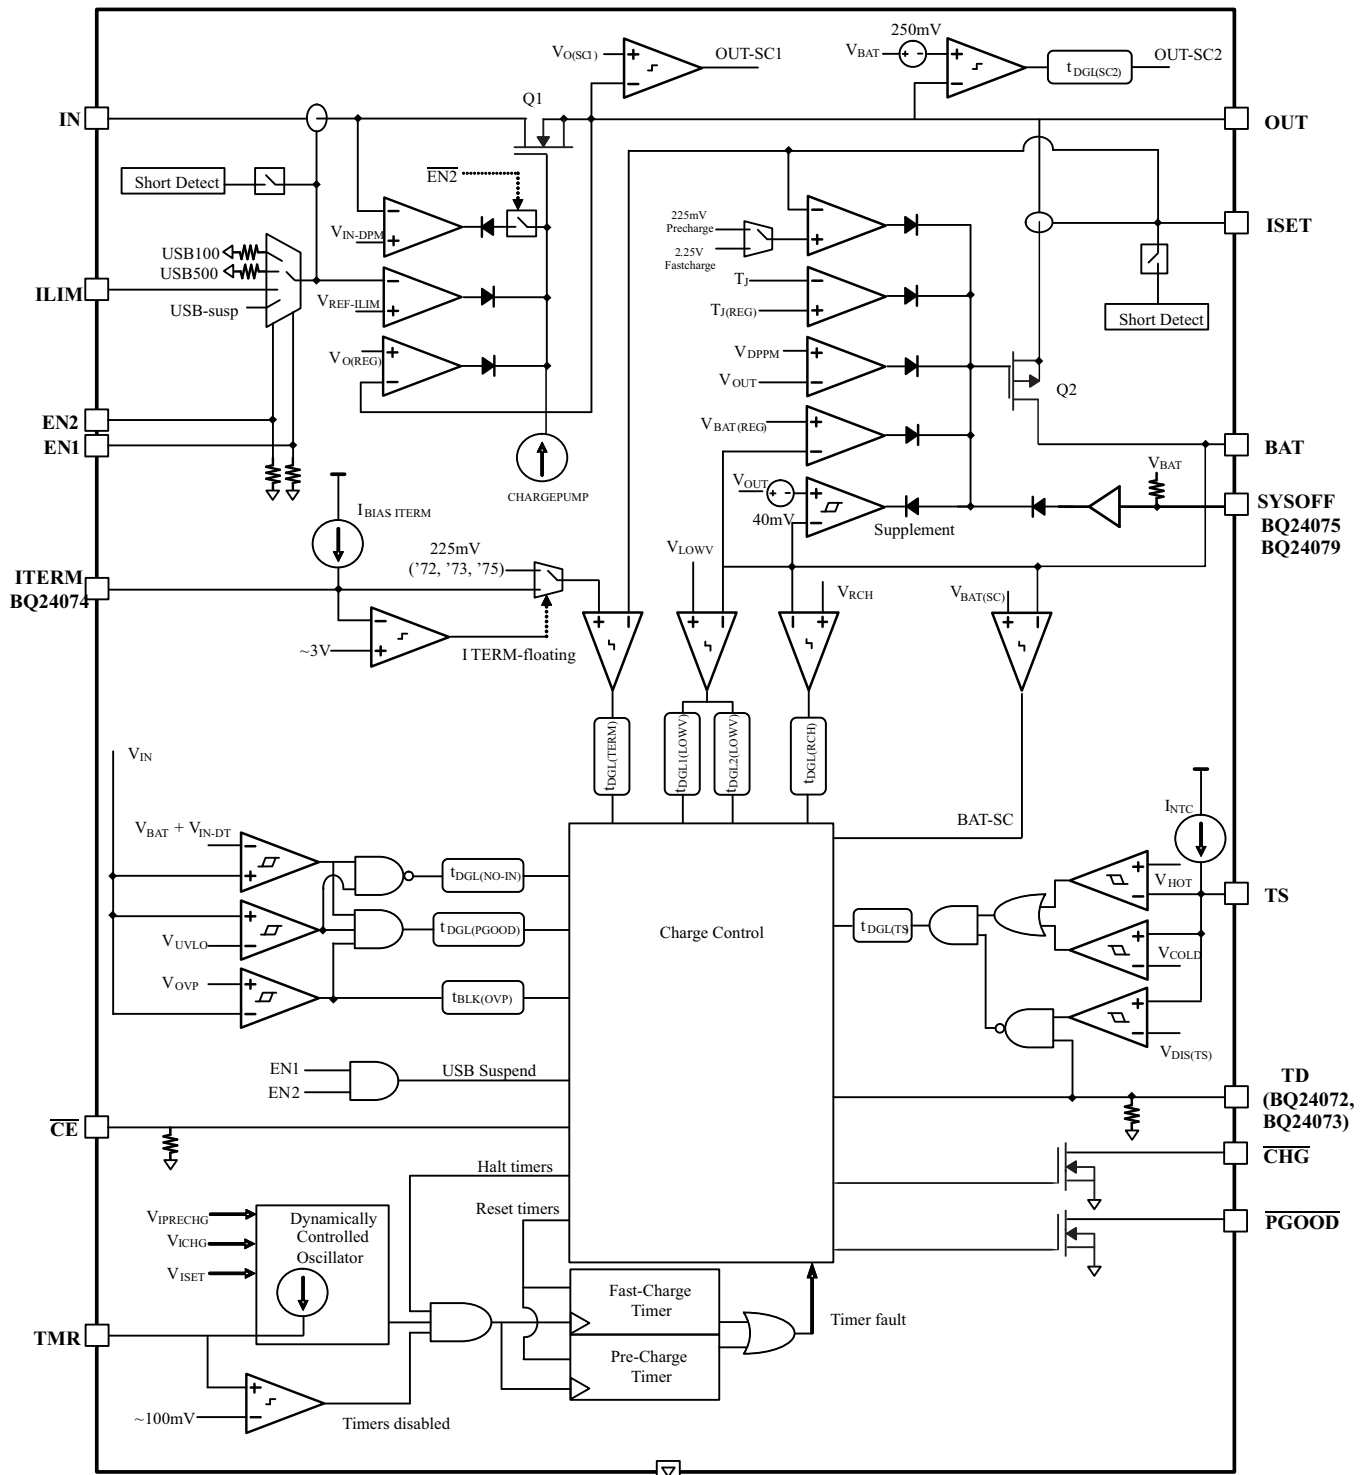 250mV
V_O(SC1)
OUT-SC1
V_BAT
t_DGL(SC2)
OUT-SC2
Q1
IN
OUT
Short Detect
EN2
V_IN-DPM
225mV
Precharge
2.25V
Fastcharge
ISET
USB100
USB500
ILIM
USB-susp
V_REF-ILIM
T_J
T_J(REG)
Short Detect
V_O(REG)
V_DPPM
V_OUT
Q2
EN2
EN1
V_BAT(REG)
BAT
CHARGEPUMP
V_OUT
40mV
Supplement
V_BAT
SYSOFF
BQ24075
BQ24079
I_BIAS ITERM
225mV
('72, '73, '75)
V_LOWV
ITERM
BQ24074
V_RCH
V_BAT(SC)
~3V
I TERM-floating
t_DGL(TERM)
t_DGL1(LOWV)
t_DGL2(LOWV)
t_DGL(RCH)
V_IN
BAT-SC
I_NTC
V_BAT + V_IN-DT
t_DGL(NO-IN)
V_HOT
TS
V_UVLO
t_DGL(PGOOD)
Charge Control
t_DGL(TS)
V_COLD
V_OVP
t_BLK(OVP)
V_DIS(TS)
EN1
EN2
USB Suspend
TD
(BQ24072,
BQ24073)
CE
CHG
Halt timers
Reset timers
PGOOD
V_IPRECHG
V_ICHG
V_ISET
Dynamically
Controlled
Oscillator
Fast-Charge
Timer
Timer fault
TMR
Pre-Charge
Timer
~100mV
Timers disabled